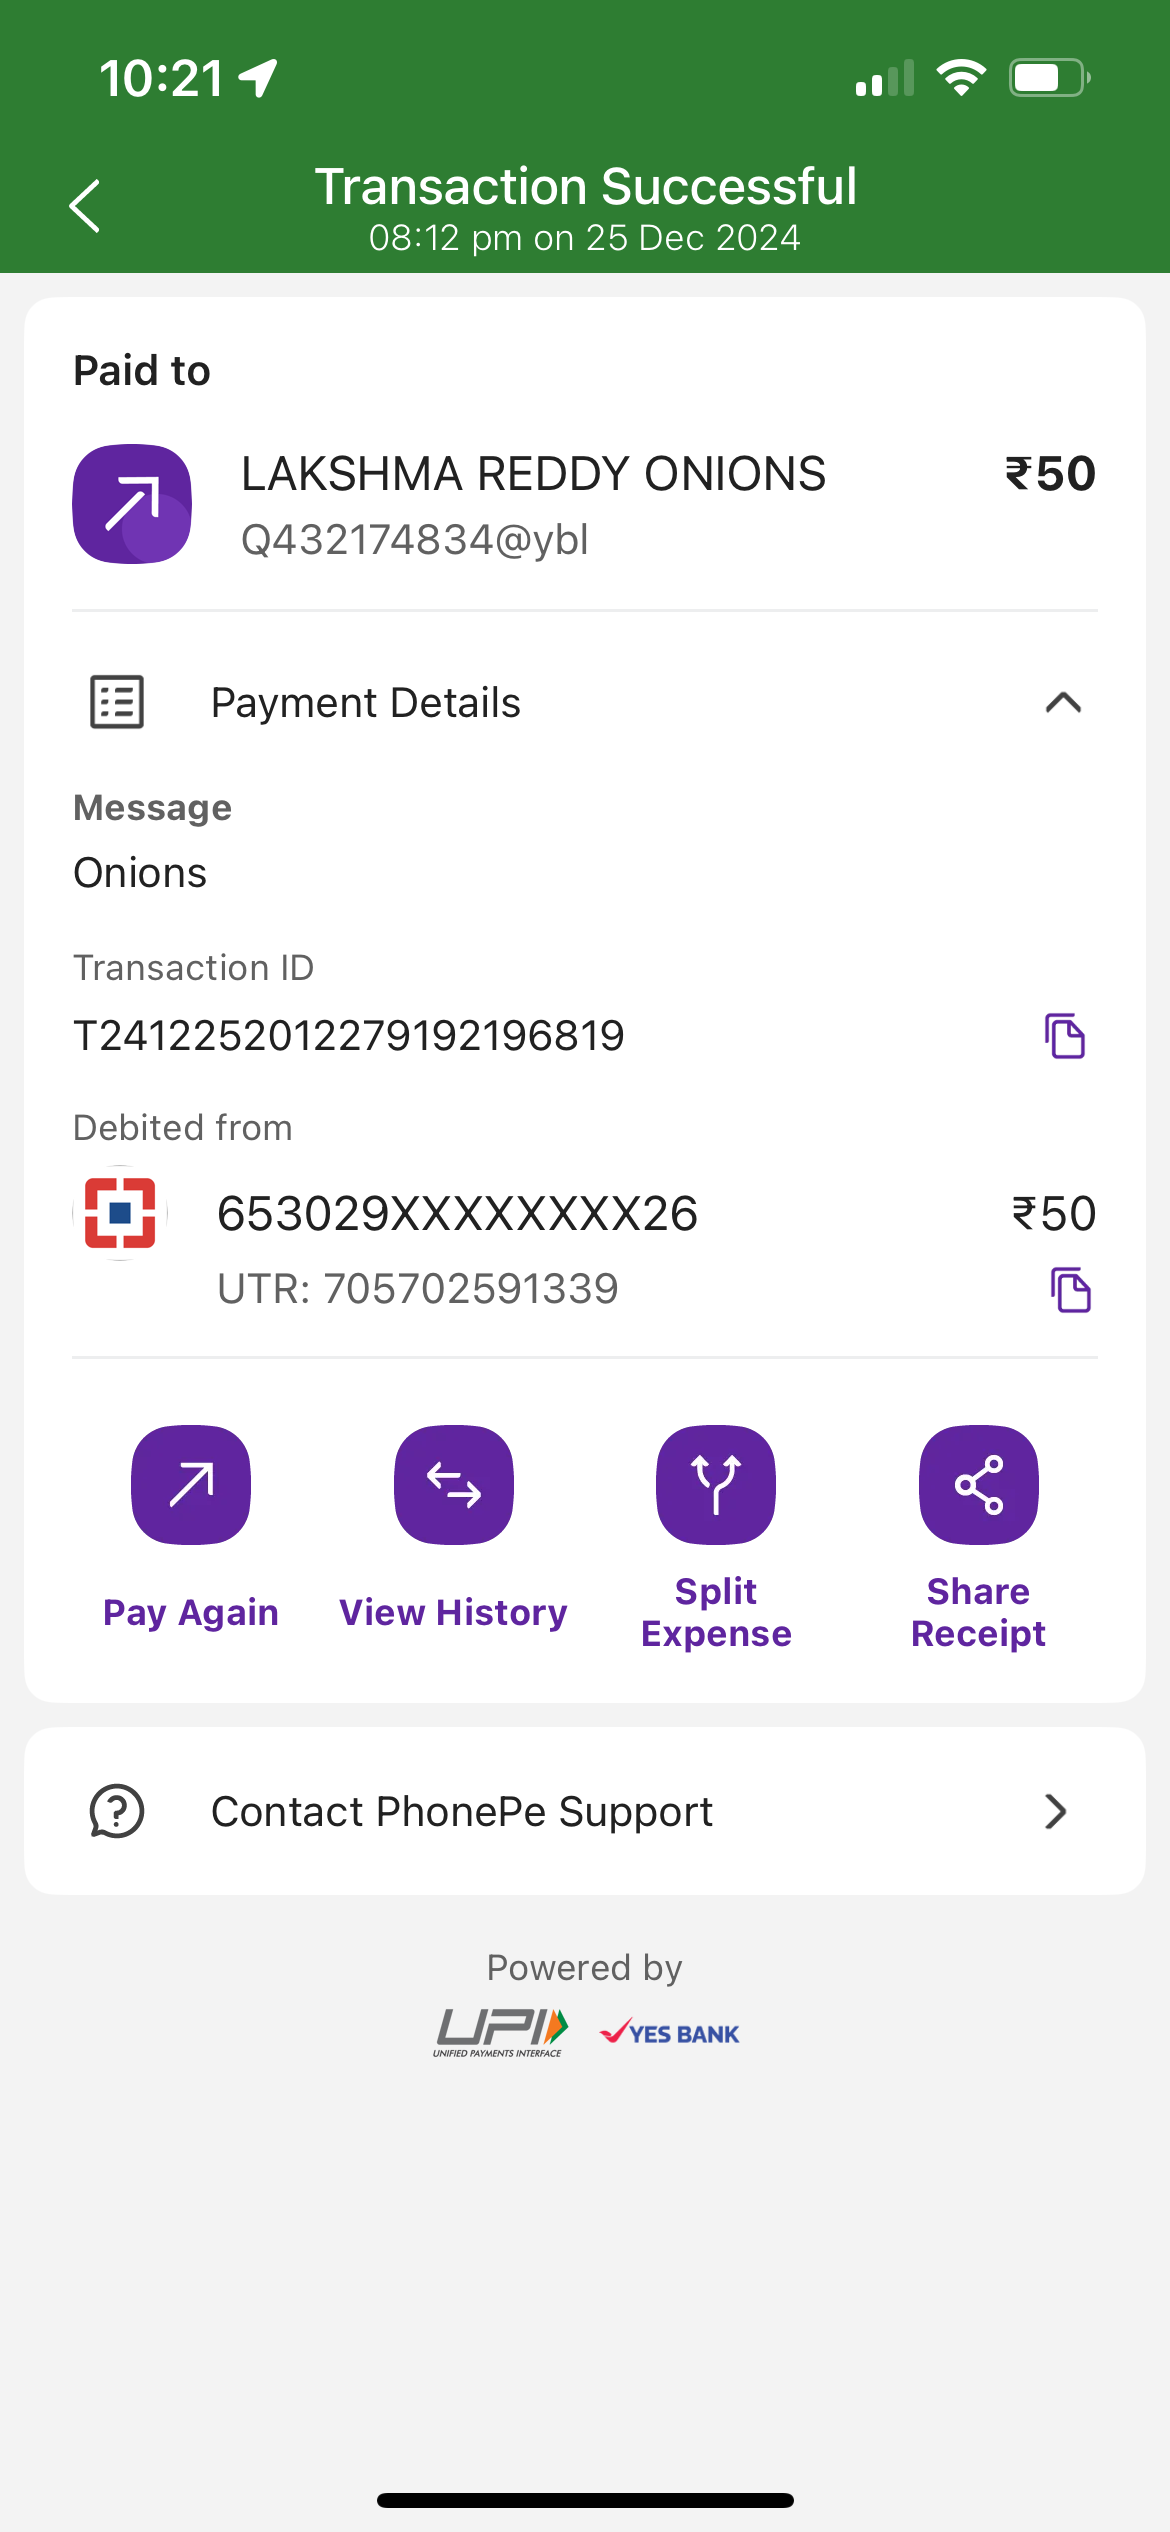 10:21
Transaction Successful
08:12 pm on 25 Dec 2024
Paid to
LAKSHMA REDDY ONIONS ₹50
Q432174834@ybl
Payment Details
Message
Onions
Transaction ID
T2412252012279192196819
Debited from
653029XXXXXXXX26 ₹50
UTR: 705702591339
Pay Again
View History
Split
Expense
Share
Receipt
Contact PhonePe Support
Powered by
UPI
UNIFIED PAYMENTS INTERFACE
YES BANK